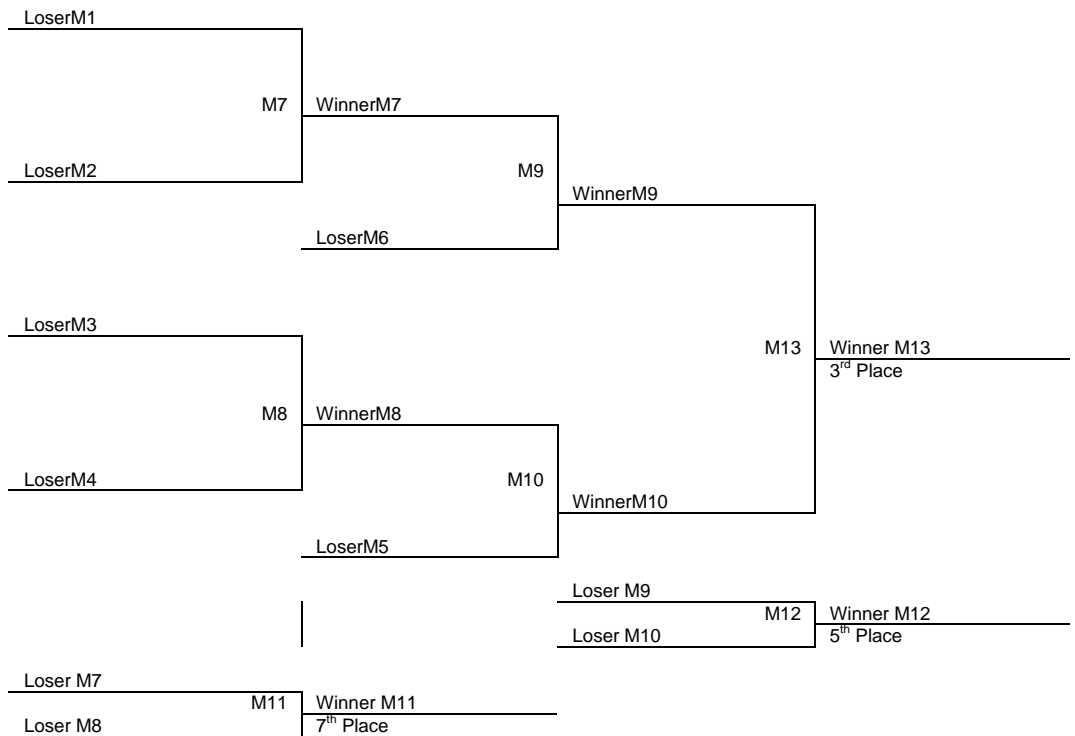 LoserM1
M7 WinnerM7
LoserM2
M9
WinnerM9
LoserM6
LoserM3
M13 Winner M13
3rd Place
M8 WinnerM8
LoserM4
M10
WinnerM10
LoserM5
Loser M9
M12 Winner M12
Loser M10
5th Place
Loser M7
M11 Winner M11
Loser M8
7th Place